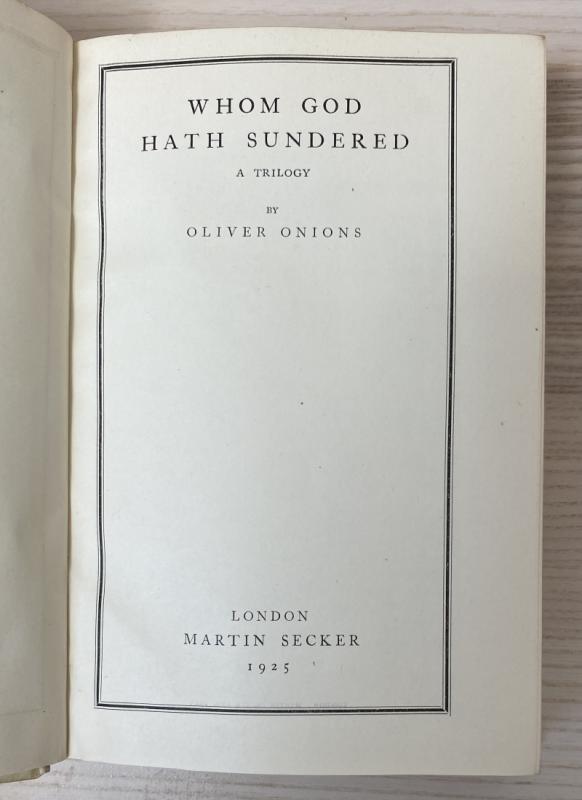 WHOM GOD
HATH SUNDERED
A TRILOGY
BY
OLIVER ONIONS
LONDON
MARTIN SECKER
1925